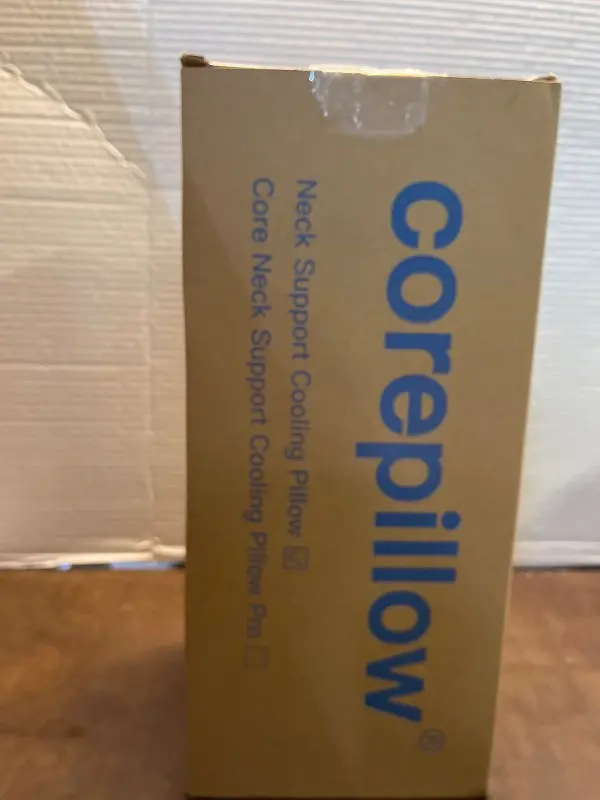 corepillow®
Neck Support Cooling Pillow ☑
Core Neck Support Cooling Pillow Pro ☐